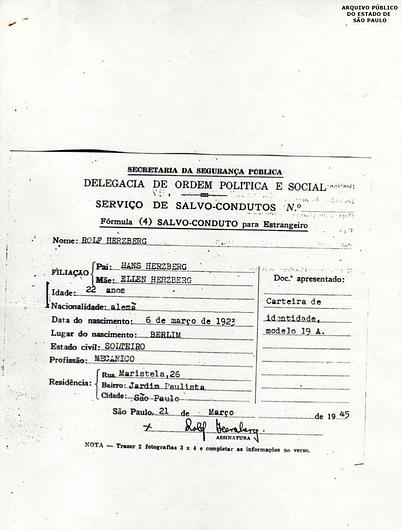 ARQUIVO PÚBLICO
DO ESTADO DE
SÃO PAULO
SECRETARIA DA SEGURANÇA PÚBLICA
DELEGACIA DE ORDEM POLITICA E SOCIAL
SERVIÇO DE SALVO-CONDUTOS N.º
Fórmula (4) SALVO-CONDUTO para Estrangeiro
Nome: ROLF HERZBERG
FILIAÇÃO Pai: HANS HERZBERG
Mãe: ELLEN HERZBERG
Doc.º apresentado:
Idade: 22 anos
Nacionalidade: alemã
Carteira de
Data do nascimento: 6 de março de 1923
identidade,
Lugar do nascimento: BERLIM
modelo 19 A.
Estado civil: SOLTEIRO
Profissão: MECANICO
Residência: Rua Maristela, 26
Bairro: Jardim Paulista
Cidade: São Paulo
São Paulo, 21 de Março de 1945
x Rolf Herzberg
ASSINATURA
NOTA — Trazer 2 fotografias 3 x 4 e completar as informações no verso.